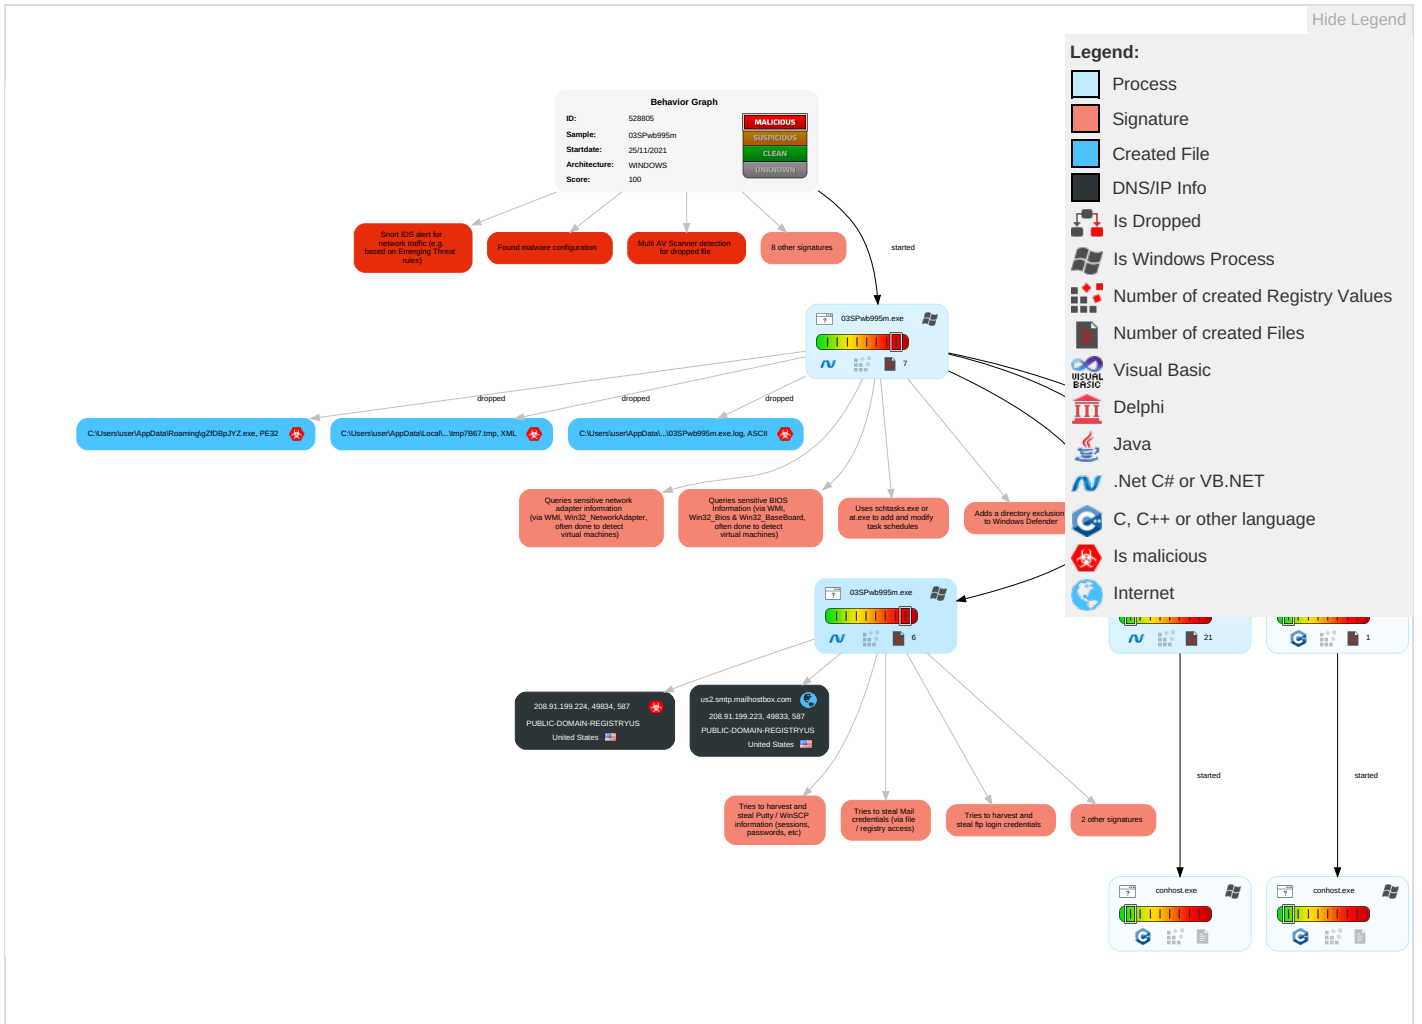 Hide Legend
Legend:
Process
Signature
Created File
DNS/IP Info
Is Dropped
Is Windows Process
Number of created Registry Values
Number of created Files
VISUAL
BASIC
Visual Basic
Delphi
Java
.Net C# or VB.NET
C, C++ or other language
Is malicious
Internet
Behavior Graph
ID: 528805
Sample: 03SPwb995m
Startdate: 25/11/2021
Architecture: WINDOWS
Score: 100
MALICIOUS
SUSPICIOUS
CLEAN
UNKNOWN
Snort IDS alert for
network traffic (e.g.
based on Emerging Threat
rules)
Found malware configuration
Multi AV Scanner detection
for dropped file
8 other signatures
started
03SPwb995m.exe
7
dropped
dropped
dropped
C:\Users\user\AppData\Roaming\gZfDBpJYZ.exe, PE32
C:\Users\user\AppData\Local\...\tmp7B67.tmp, XML
C:\Users\user\AppData\...\03SPwb995m.exe.log, ASCII
Queries sensitive network
adapter information
(via WMI, Win32_NetworkAdapter,
often done to detect
virtual machines)
Queries sensitive BIOS
Information (via WMI,
Win32_Bios & Win32_BaseBoard,
often done to detect
virtual machines)
Uses schtasks.exe or
at.exe to add and modify
task schedules
Adds a directory exclusion
to Windows Defender
03SPwb995m.exe
6
21
1
208.91.199.224, 49834, 587
PUBLIC-DOMAIN-REGISTRYUS
United States
us2.smtp.mailhostbox.com
208.91.199.223, 49833, 587
PUBLIC-DOMAIN-REGISTRYUS
United States
started
started
Tries to harvest and
steal Putty / WinSCP
information (sessions,
passwords, etc)
Tries to steal Mail
credentials (via file
/ registry access)
Tries to harvest and
steal ftp login credentials
2 other signatures
conhost.exe
conhost.exe